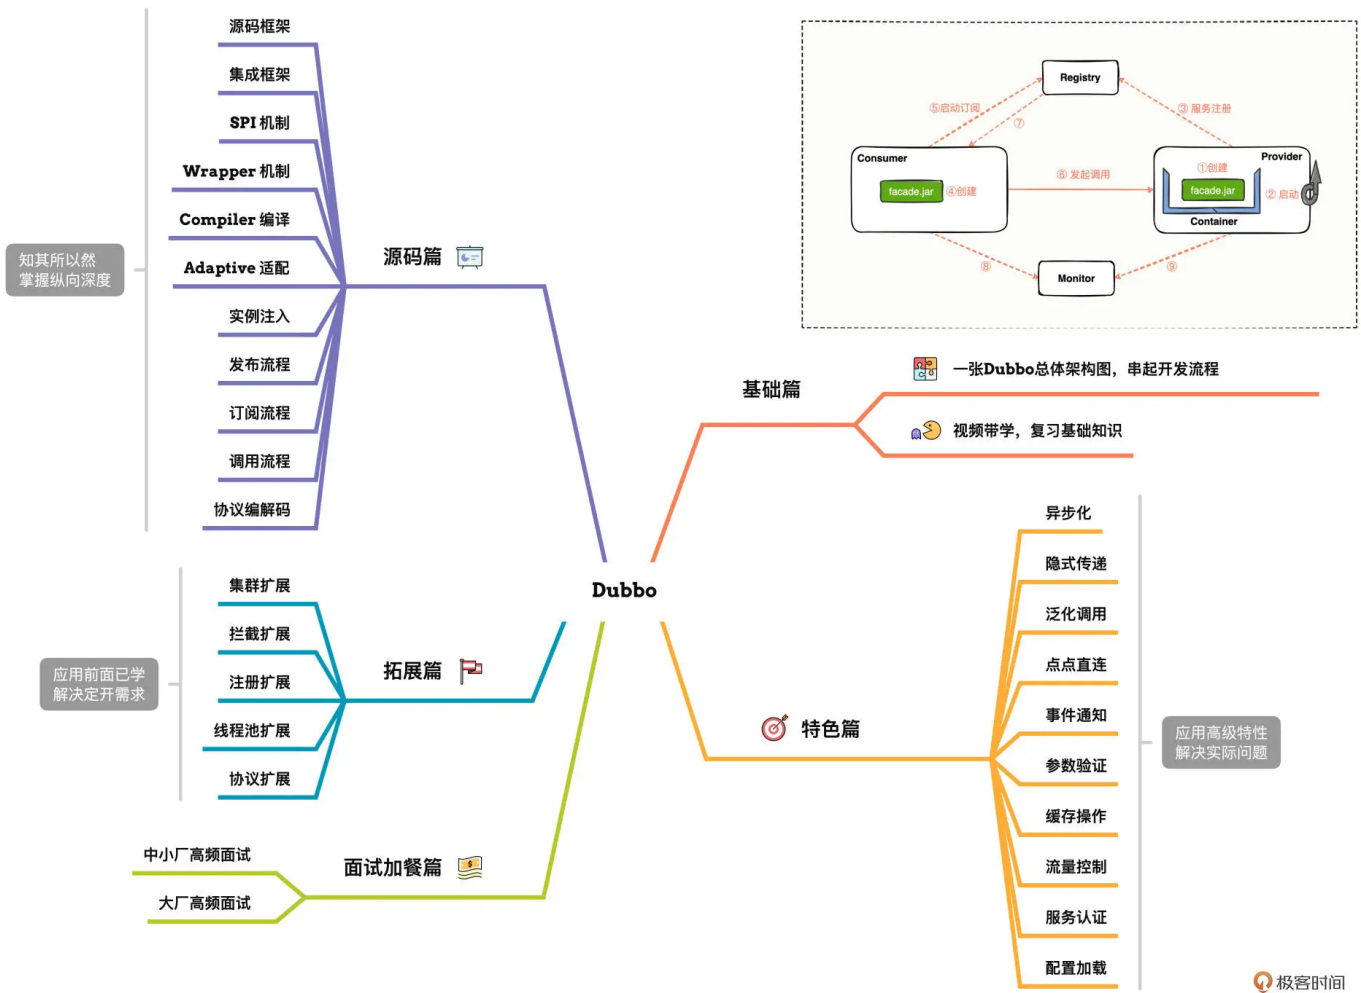 源码框架
集成框架
SPI 机制
Wrapper 机制
Compiler 编译
Adaptive 适配
实例注入
发布流程
订阅流程
调用流程
协议编解码
源码篇
知其所以然
掌握纵向深度
Registry
⑤启动订阅
⑦
③ 服务注册
Consumer
facade.jar
④创建
⑥ 发起调用
Provider
①创建
facade.jar
② 启动
Container
⑧
⑨
Monitor
基础篇
一张Dubbo总体架构图，串起开发流程
视频带学，复习基础知识
Dubbo
集群扩展
拦截扩展
注册扩展
线程池扩展
协议扩展
拓展篇
应用前面已学
解决定开需求
特色篇
异步化
隐式传递
泛化调用
点点直连
事件通知
参数验证
缓存操作
流量控制
服务认证
配置加载
应用高级特性
解决实际问题
面试加餐篇
中小厂高频面试
大厂高频面试
极客时间